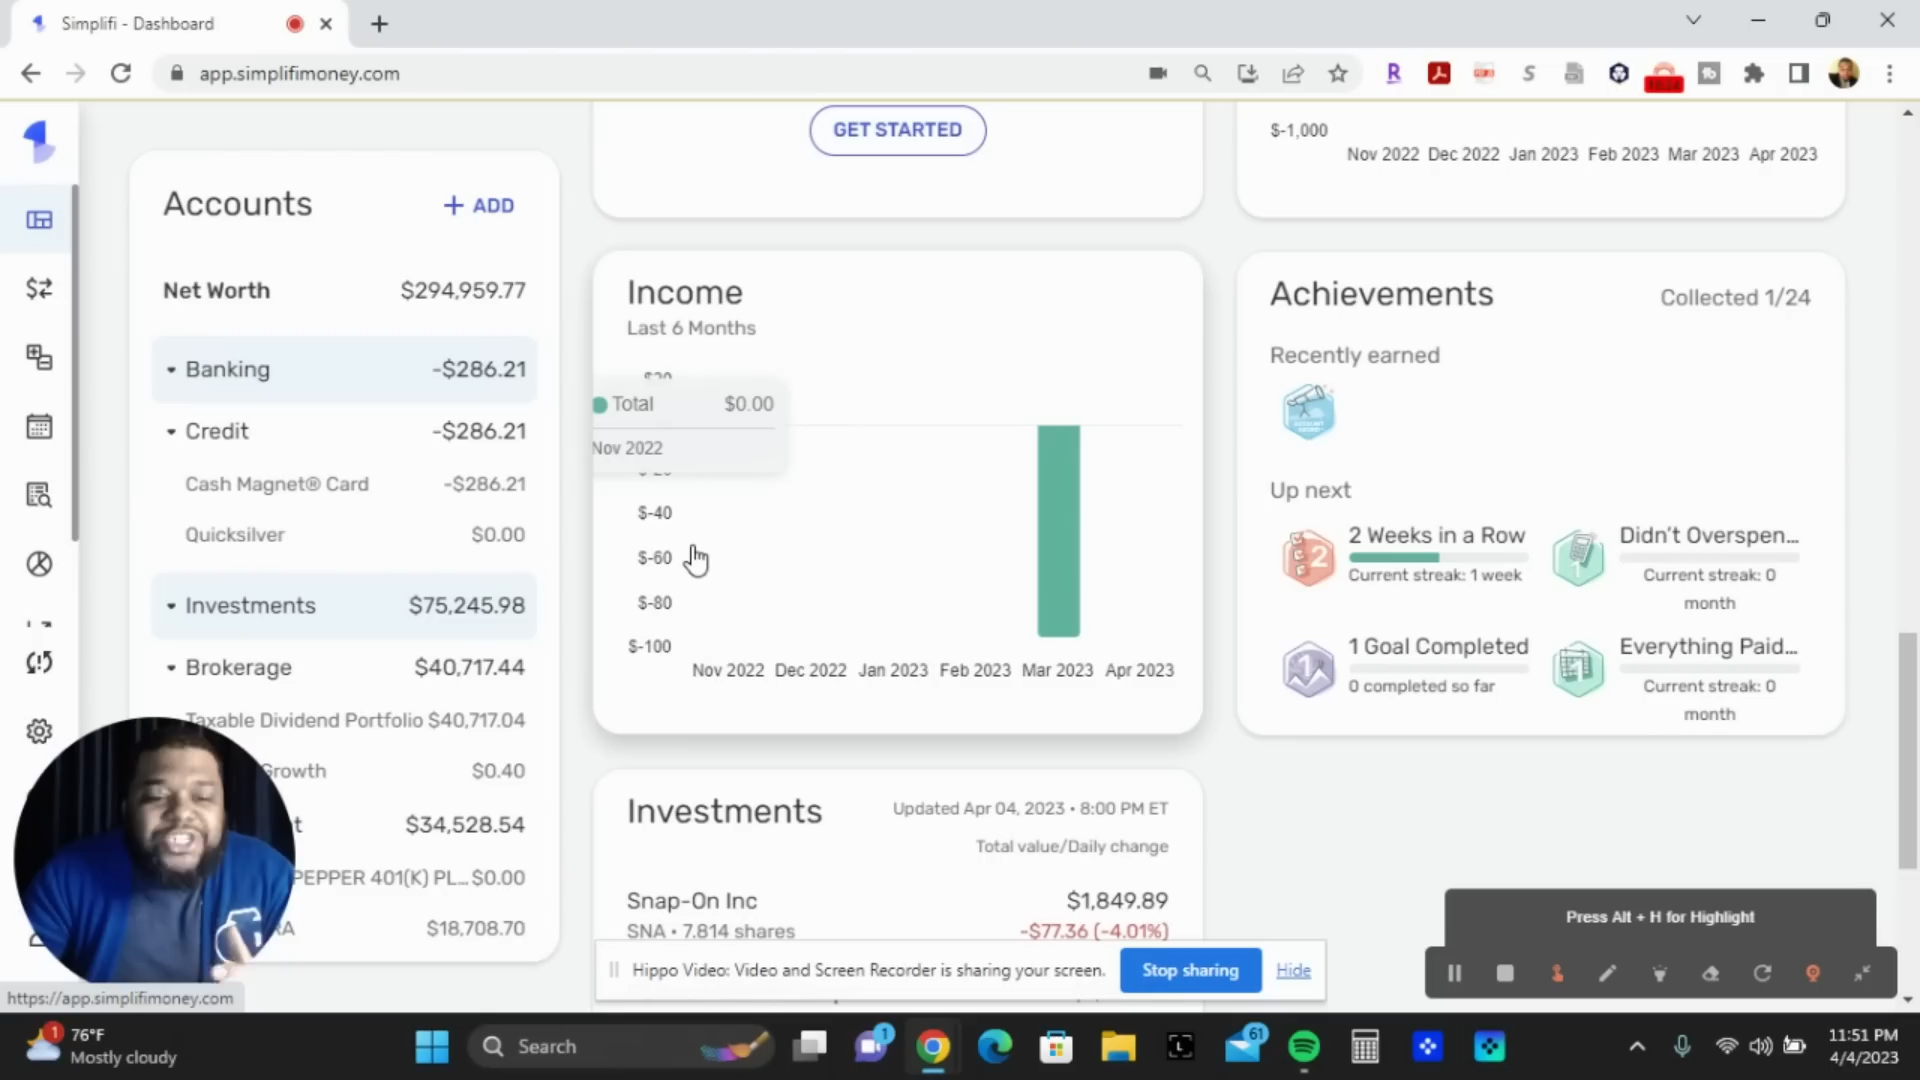 Simplifi - Dashboard
app.simplifimoney.com
Accounts
+ ADD
Net Worth $294,959.77
Banking -$286.21
Credit -$286.21
Cash Magnet® Card -$286.21
Quicksilver $0.00
Investments $75,245.98
Brokerage $40,717.44
Taxable Dividend Portfolio $40,717.04
Growth $0.40
t $34,528.54
PEPPER 401(K) PL... $0.00
RA $18,708.70
GET STARTED
$-1,000
Nov 2022 Dec 2022 Jan 2023 Feb 2023 Mar 2023 Apr 2023
Income
Last 6 Months
Total $0.00
Nov 2022
$-40
$-60
$-80
$-100
Nov 2022 Dec 2022 Jan 2023 Feb 2023 Mar 2023 Apr 2023
Achievements Collected 1/24
Recently earned
Up next
2 Weeks in a Row
Current streak: 1 week
Didn't Overspen...
Current streak: 0
month
1 Goal Completed
0 completed so far
Everything Paid...
Current streak: 0
month
Investments
Updated Apr 04, 2023 • 8:00 PM ET
Total value/Daily change
Snap-On Inc $1,849.89
SNA • 7.814 shares -$77.36 (-4.01%)
Hippo Video: Video and Screen Recorder is sharing your screen. Stop sharing Hide
Press Alt + H for Highlight
https://app.simplifimoney.com
1
76°F
Mostly cloudy
Search
1
61
11:51 PM
4/4/2023